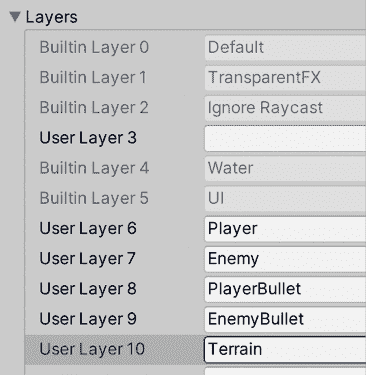 Layers
Builtin Layer 0 Default
Builtin Layer 1 TransparentFX
Builtin Layer 2 Ignore Raycast
User Layer 3
Builtin Layer 4 Water
Builtin Layer 5 UI
User Layer 6 Player
User Layer 7 Enemy
User Layer 8 PlayerBullet
User Layer 9 EnemyBullet
User Layer 10 Terrain